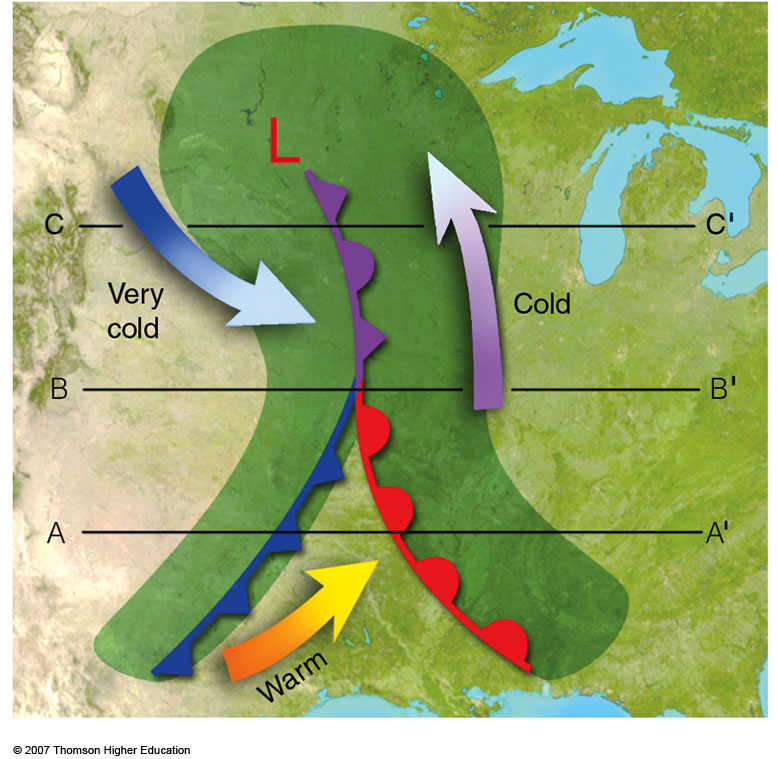 L
C C'
Very
cold
Cold
B B'
A A'
Warm
© 2007 Thomson Higher Education